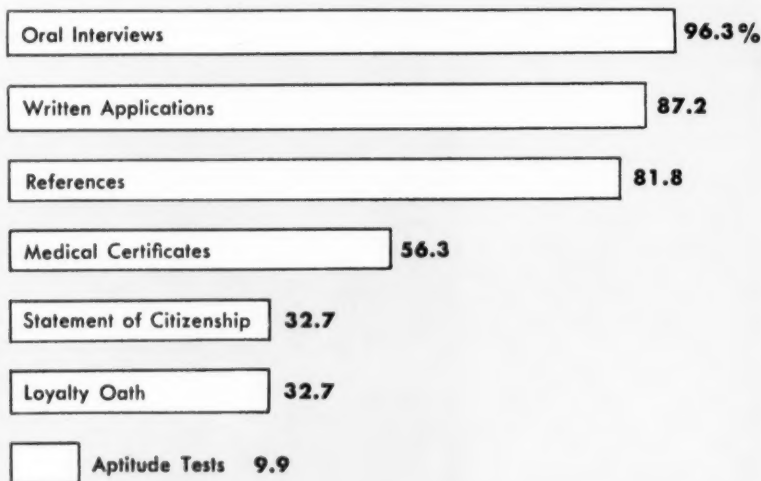 Oral Interviews 96.3%
Written Applications 87.2
References 81.8
Medical Certificates 56.3
Statement of Citizenship 32.7
Loyalty Oath 32.7
Aptitude Tests 9.9